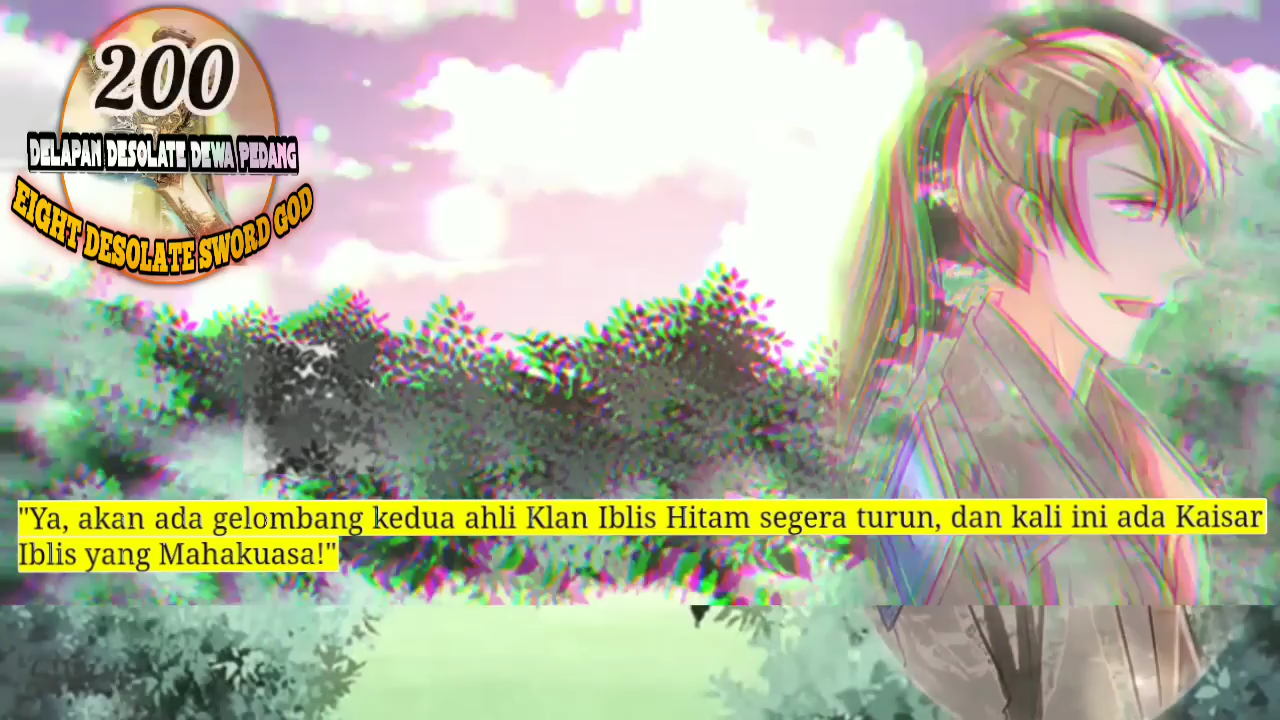 200
DELAPAN DESOLATE DEWA PEDANG
EIGHT DESOLATE SWORD GOD
"Ya, akan ada gelombang kedua ahli Klan Iblis Hitam segera turun, dan kali ini ada Kaisar
Iblis yang Mahakuasa!"